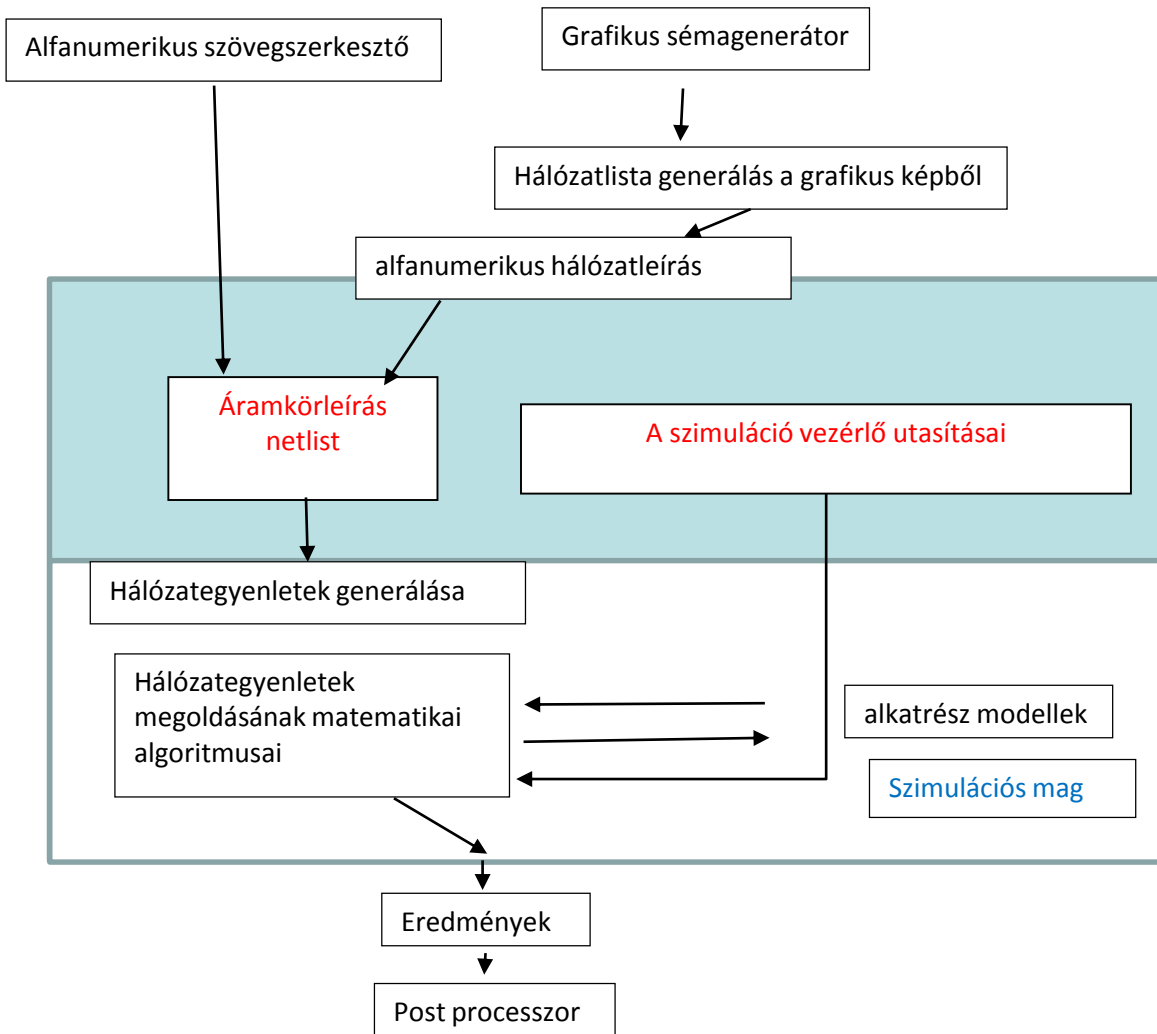 Alfanumerikus szövegszerkesztő
Grafikus sémagenerátor
Hálózatlista generálás a grafikus képből
alfanumerikus hálózatleírás
Áramkörleírás
netlist
A szimuláció vezérlő utasításai
Hálózategyenletek generálása
Hálózategyenletek
megoldásának matematikai
algoritmusai
alkatrész modellek
Szimulációs mag
Eredmények
Post processzor